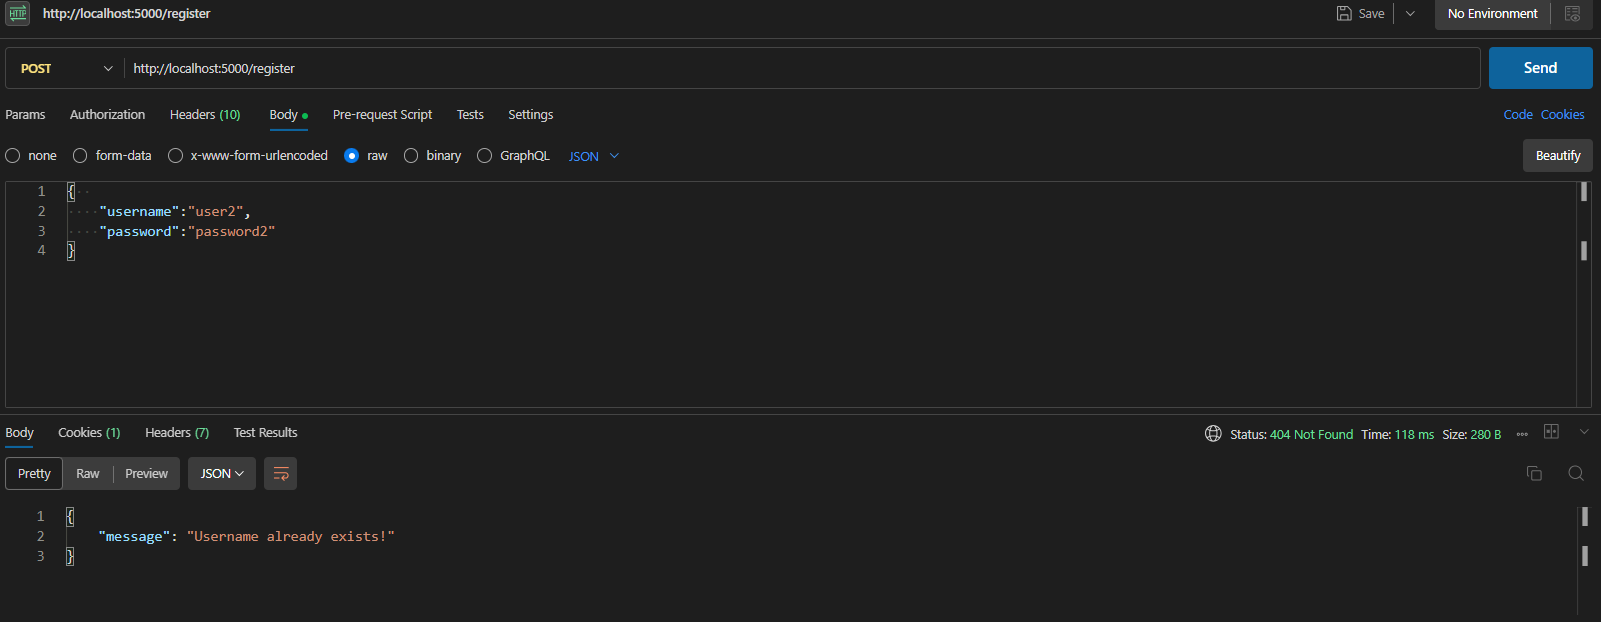 HTTP http://localhost:5000/register Save No Environment
POST http://localhost:5000/register Send
Params Authorization Headers (10) Body Pre-request Script Tests Settings Code Cookies
none form-data x-www-form-urlencoded raw binary GraphQL JSON Beautify
1 {
2 "username":"user2",
3 "password":"password2"
4 }
Body Cookies (1) Headers (7) Test Results Status: 404 Not Found Time: 118 ms Size: 280 B
Pretty Raw Preview JSON
1 {
2 "message": "Username already exists!"
3 }